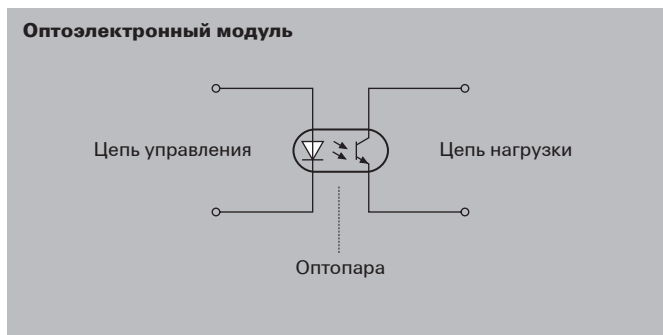 Оптоэлектронный модуль
Цепь управления
Цепь нагрузки
Оптопара